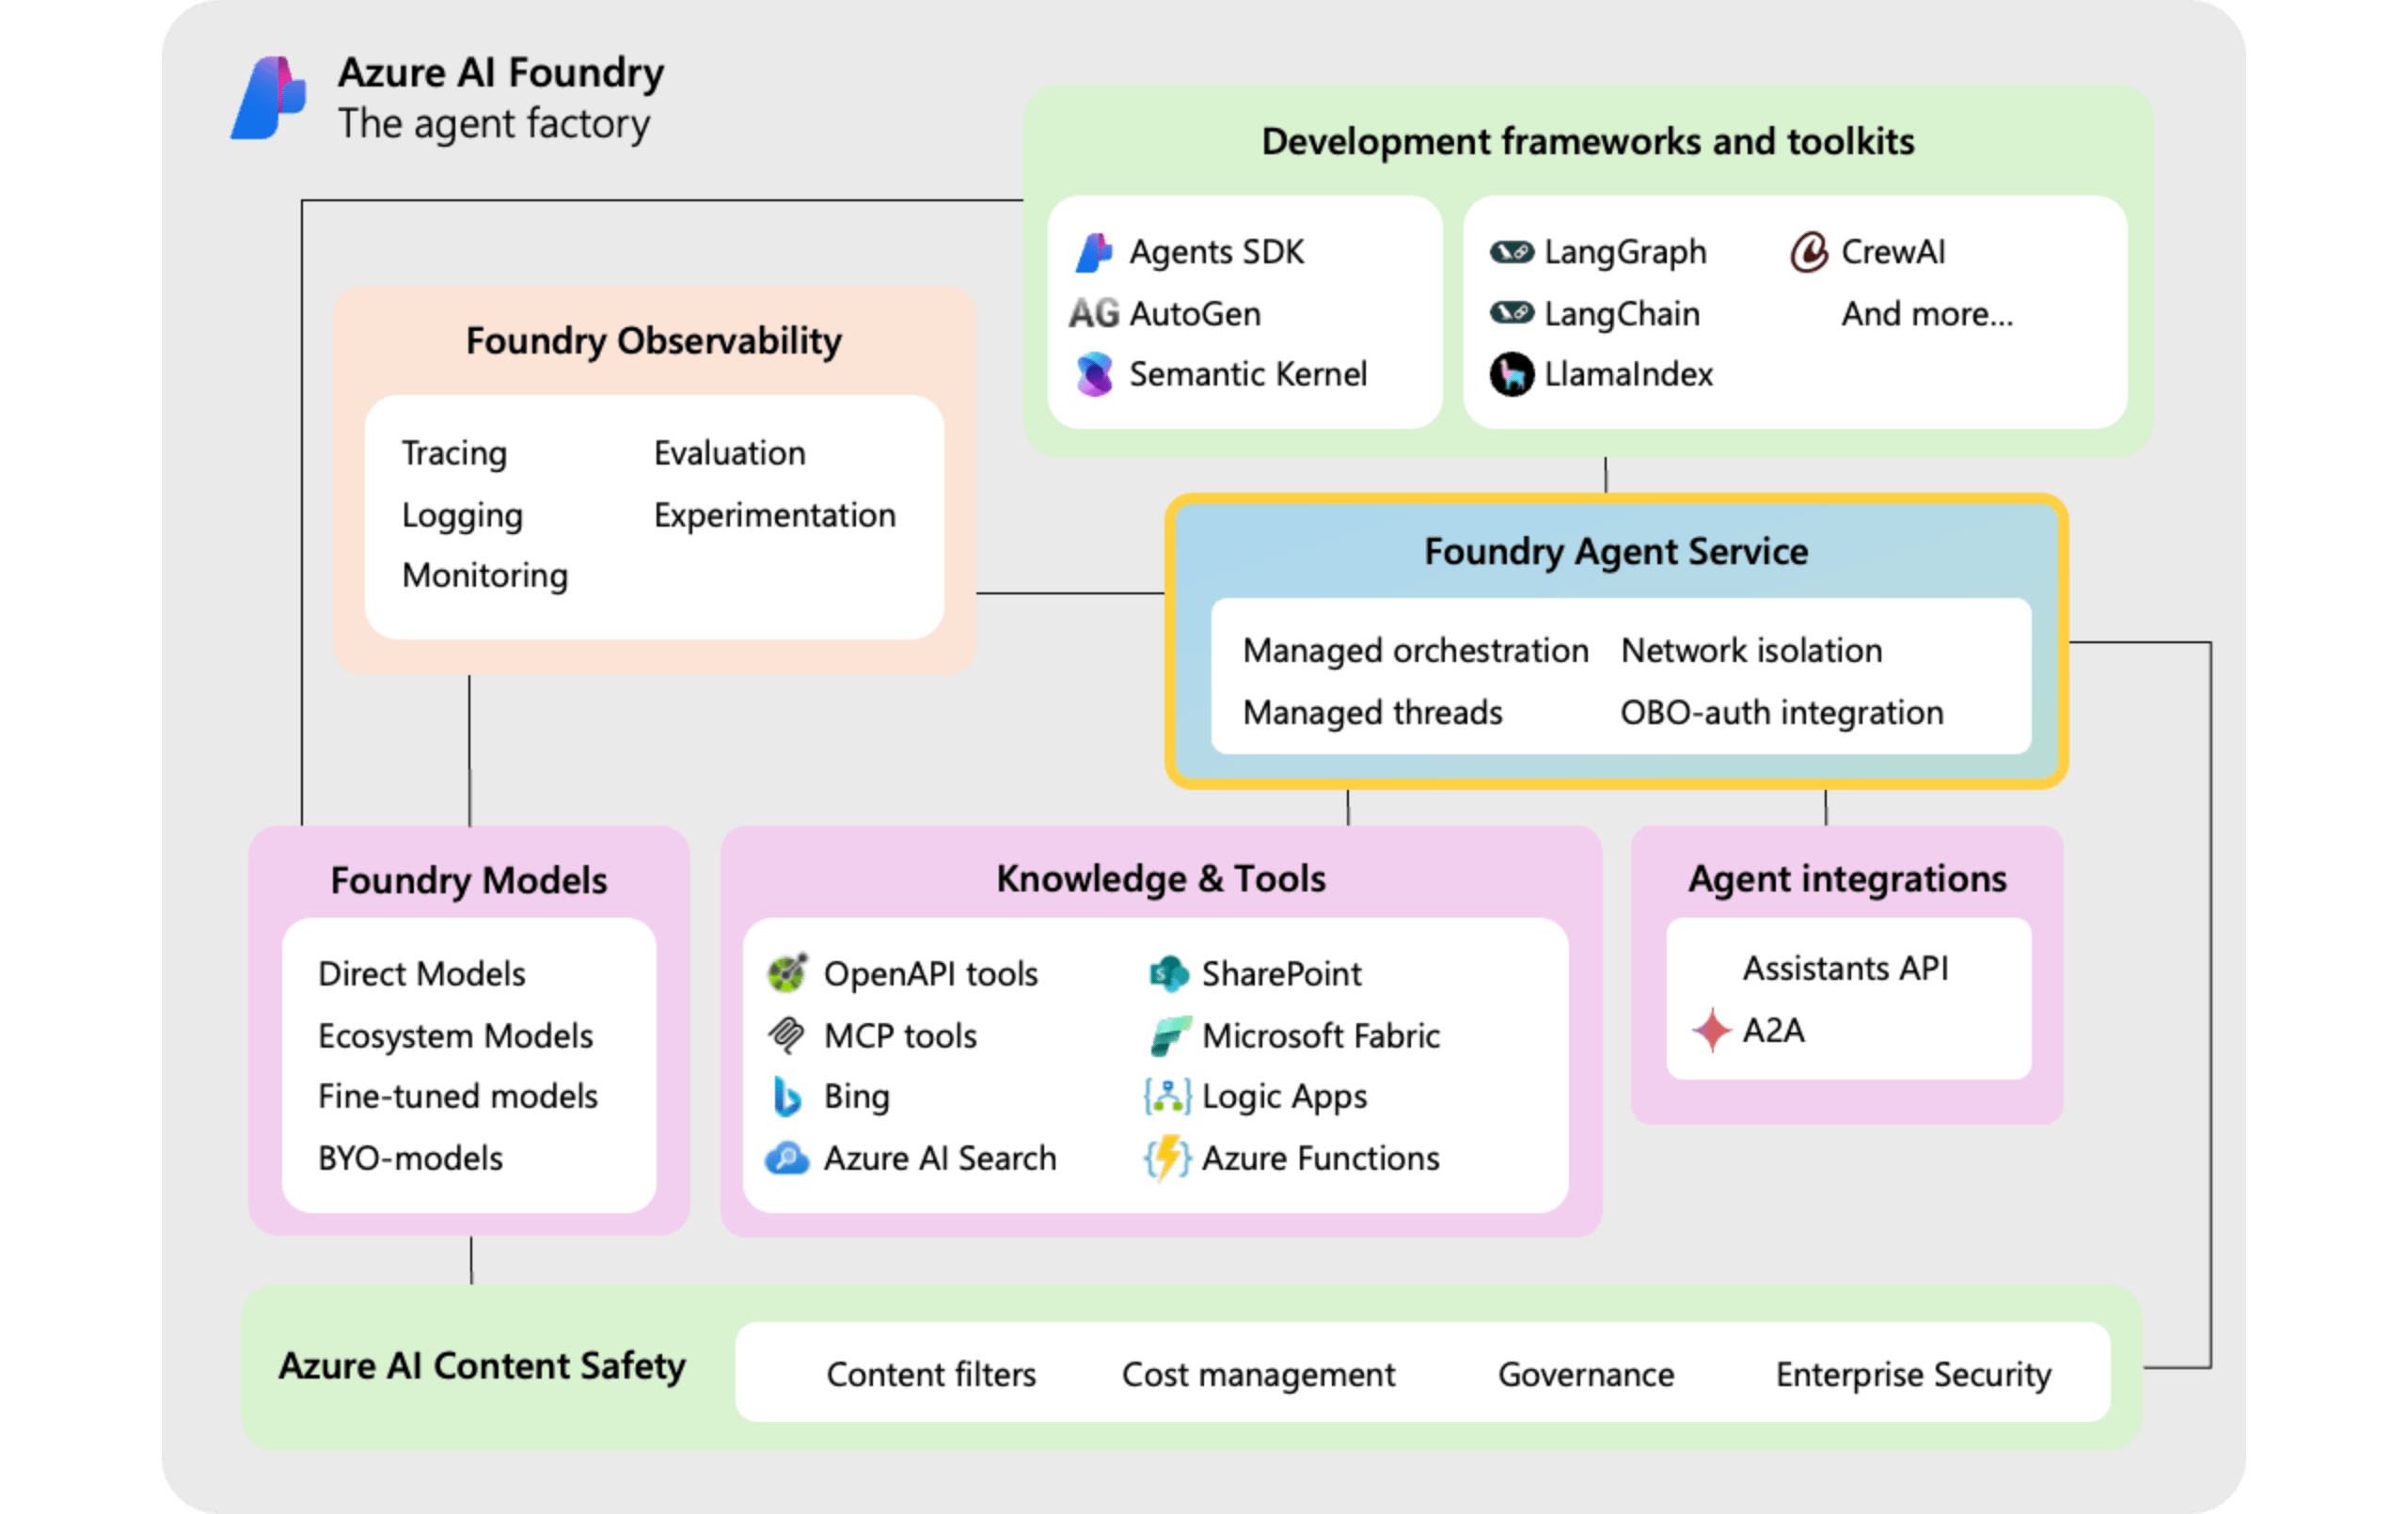 Azure AI Foundry
The agent factory
Development frameworks and toolkits
Agents SDK
AG AutoGen
Semantic Kernel
LangGraph
LangChain
LlamaIndex
CrewAI
And more...
Foundry Observability
Tracing
Logging
Monitoring
Evaluation
Experimentation
Foundry Agent Service
Managed orchestration
Managed threads
Network isolation
OBO-auth integration
Foundry Models
Direct Models
Ecosystem Models
Fine-tuned models
BYO-models
Knowledge & Tools
OpenAPI tools
MCP tools
Bing
Azure AI Search
SharePoint
Microsoft Fabric
Logic Apps
Azure Functions
Agent integrations
Assistants API
A2A
Azure AI Content Safety
Content filters
Cost management
Governance
Enterprise Security